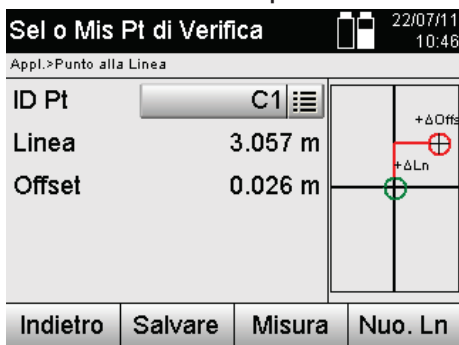 Sel o Mis Pt di Verifica
22/07/11
10:46
Appl.>Punto alla Linea
ID Pt C1
Linea 3.057 m
Offset 0.026 m
+ΔOffs
+ΔLn
Indietro Salvare Misura Nuo. Ln